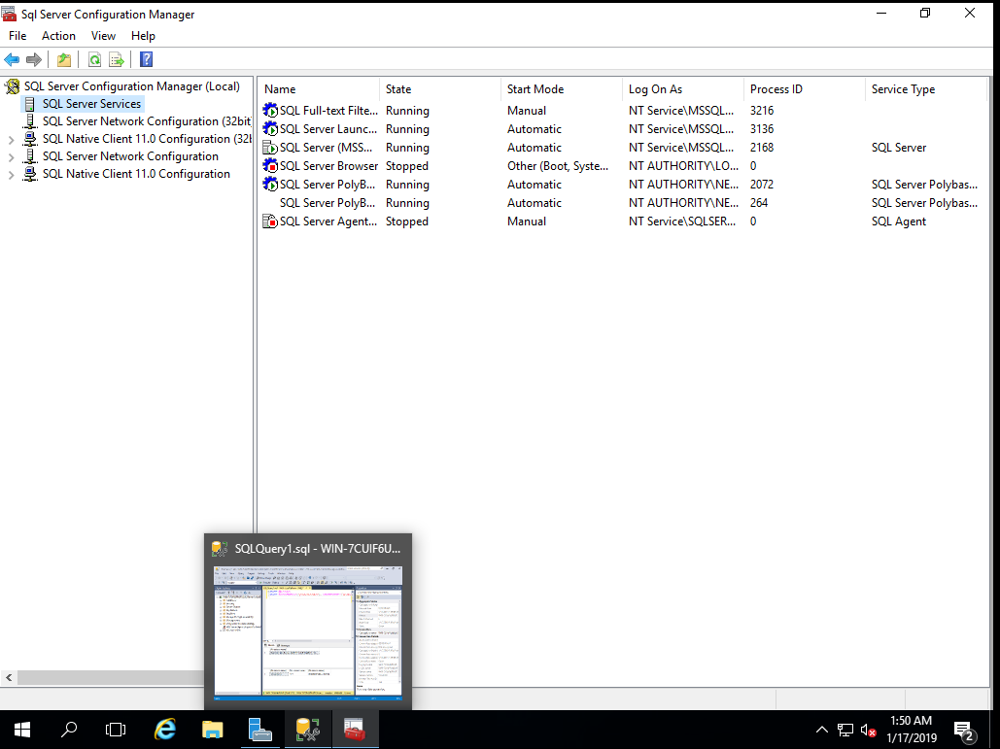 Sql Server Configuration Manager
File Action View Help
SQL Server Configuration Manager (Local)
SQL Server Services
SQL Server Network Configuration (32bit
SQL Native Client 11.0 Configuration (32b
SQL Server Network Configuration
SQL Native Client 11.0 Configuration
Name State Start Mode Log On As Process ID Service Type
SQL Full-text Filte... Running Manual NT Service\MSSQL... 3216
SQL Server Launc... Running Automatic NT Service\MSSQL... 3136
SQL Server (MSS... Running Automatic NT Service\MSSQL... 2168 SQL Server
SQL Server Browser Stopped Other (Boot, Syste... NT AUTHORITY\LO... 0
SQL Server PolyB... Running Automatic NT AUTHORITY\NE... 2072 SQL Server Polybas...
SQL Server PolyB... Running Automatic NT AUTHORITY\NE... 264 SQL Server Polybas...
SQL Server Agent... Stopped Manual NT Service\SQLSER... 0 SQL Agent
SQLQuery1.sql - WIN-7CUIF6U...
1:50 AM
1/17/2019
2